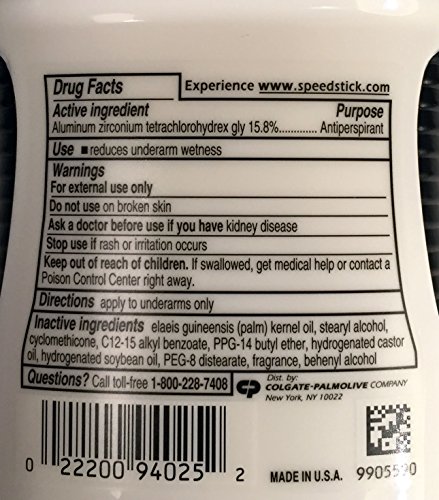 Drug Facts Experience www.speedstick.com
Active ingredient Purpose
Aluminum zirconium tetrachlorohydrex gly 15.8%............. Antiperspirant
Use ■ reduces underarm wetness
Warnings
For external use only
Do not use on broken skin
Ask a doctor before use if you have kidney disease
Stop use if rash or irritation occurs
Keep out of reach of children. If swallowed, get medical help or contact a
Poison Control Center right away.
Directions apply to underarms only
Inactive ingredients elaeis guineensis (palm) kernel oil, stearyl alcohol,
cyclomethicone, C12-15 alkyl benzoate, PPG-14 butyl ether, hydrogenated castor
oil, hydrogenated soybean oil, PEG-8 distearate, fragrance, behenyl alcohol
Questions? Call toll-free 1-800-228-7408
Dist. by:
COLGATE-PALMOLIVE COMPANY
New York, NY 10022
0 22200 94025 2
MADE IN U.S.A. 9905590